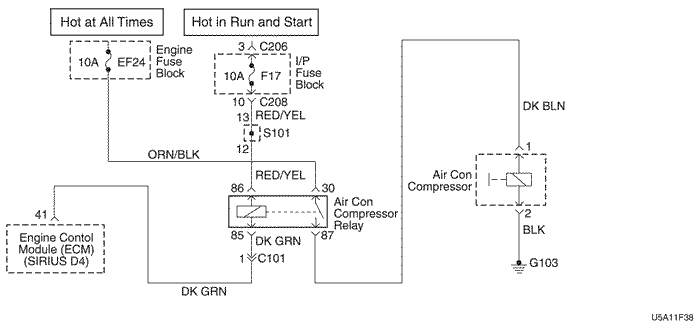 Hot at All Times
Hot in Run and Start
10A EF24
Engine
Fuse
Block
3 C206
10A F17
I/P
Fuse
Block
10 C208
RED/YEL
13
S101
12
ORN/BLK
RED/YEL
86
30
Air Con
Compressor
Relay
85
DK GRN
87
1 C101
DK GRN
41
Engine Contol
Module (ECM)
(SIRIUS D4)
DK BLN
1
Air Con
Compressor
2
BLK
G103
U5A11F38